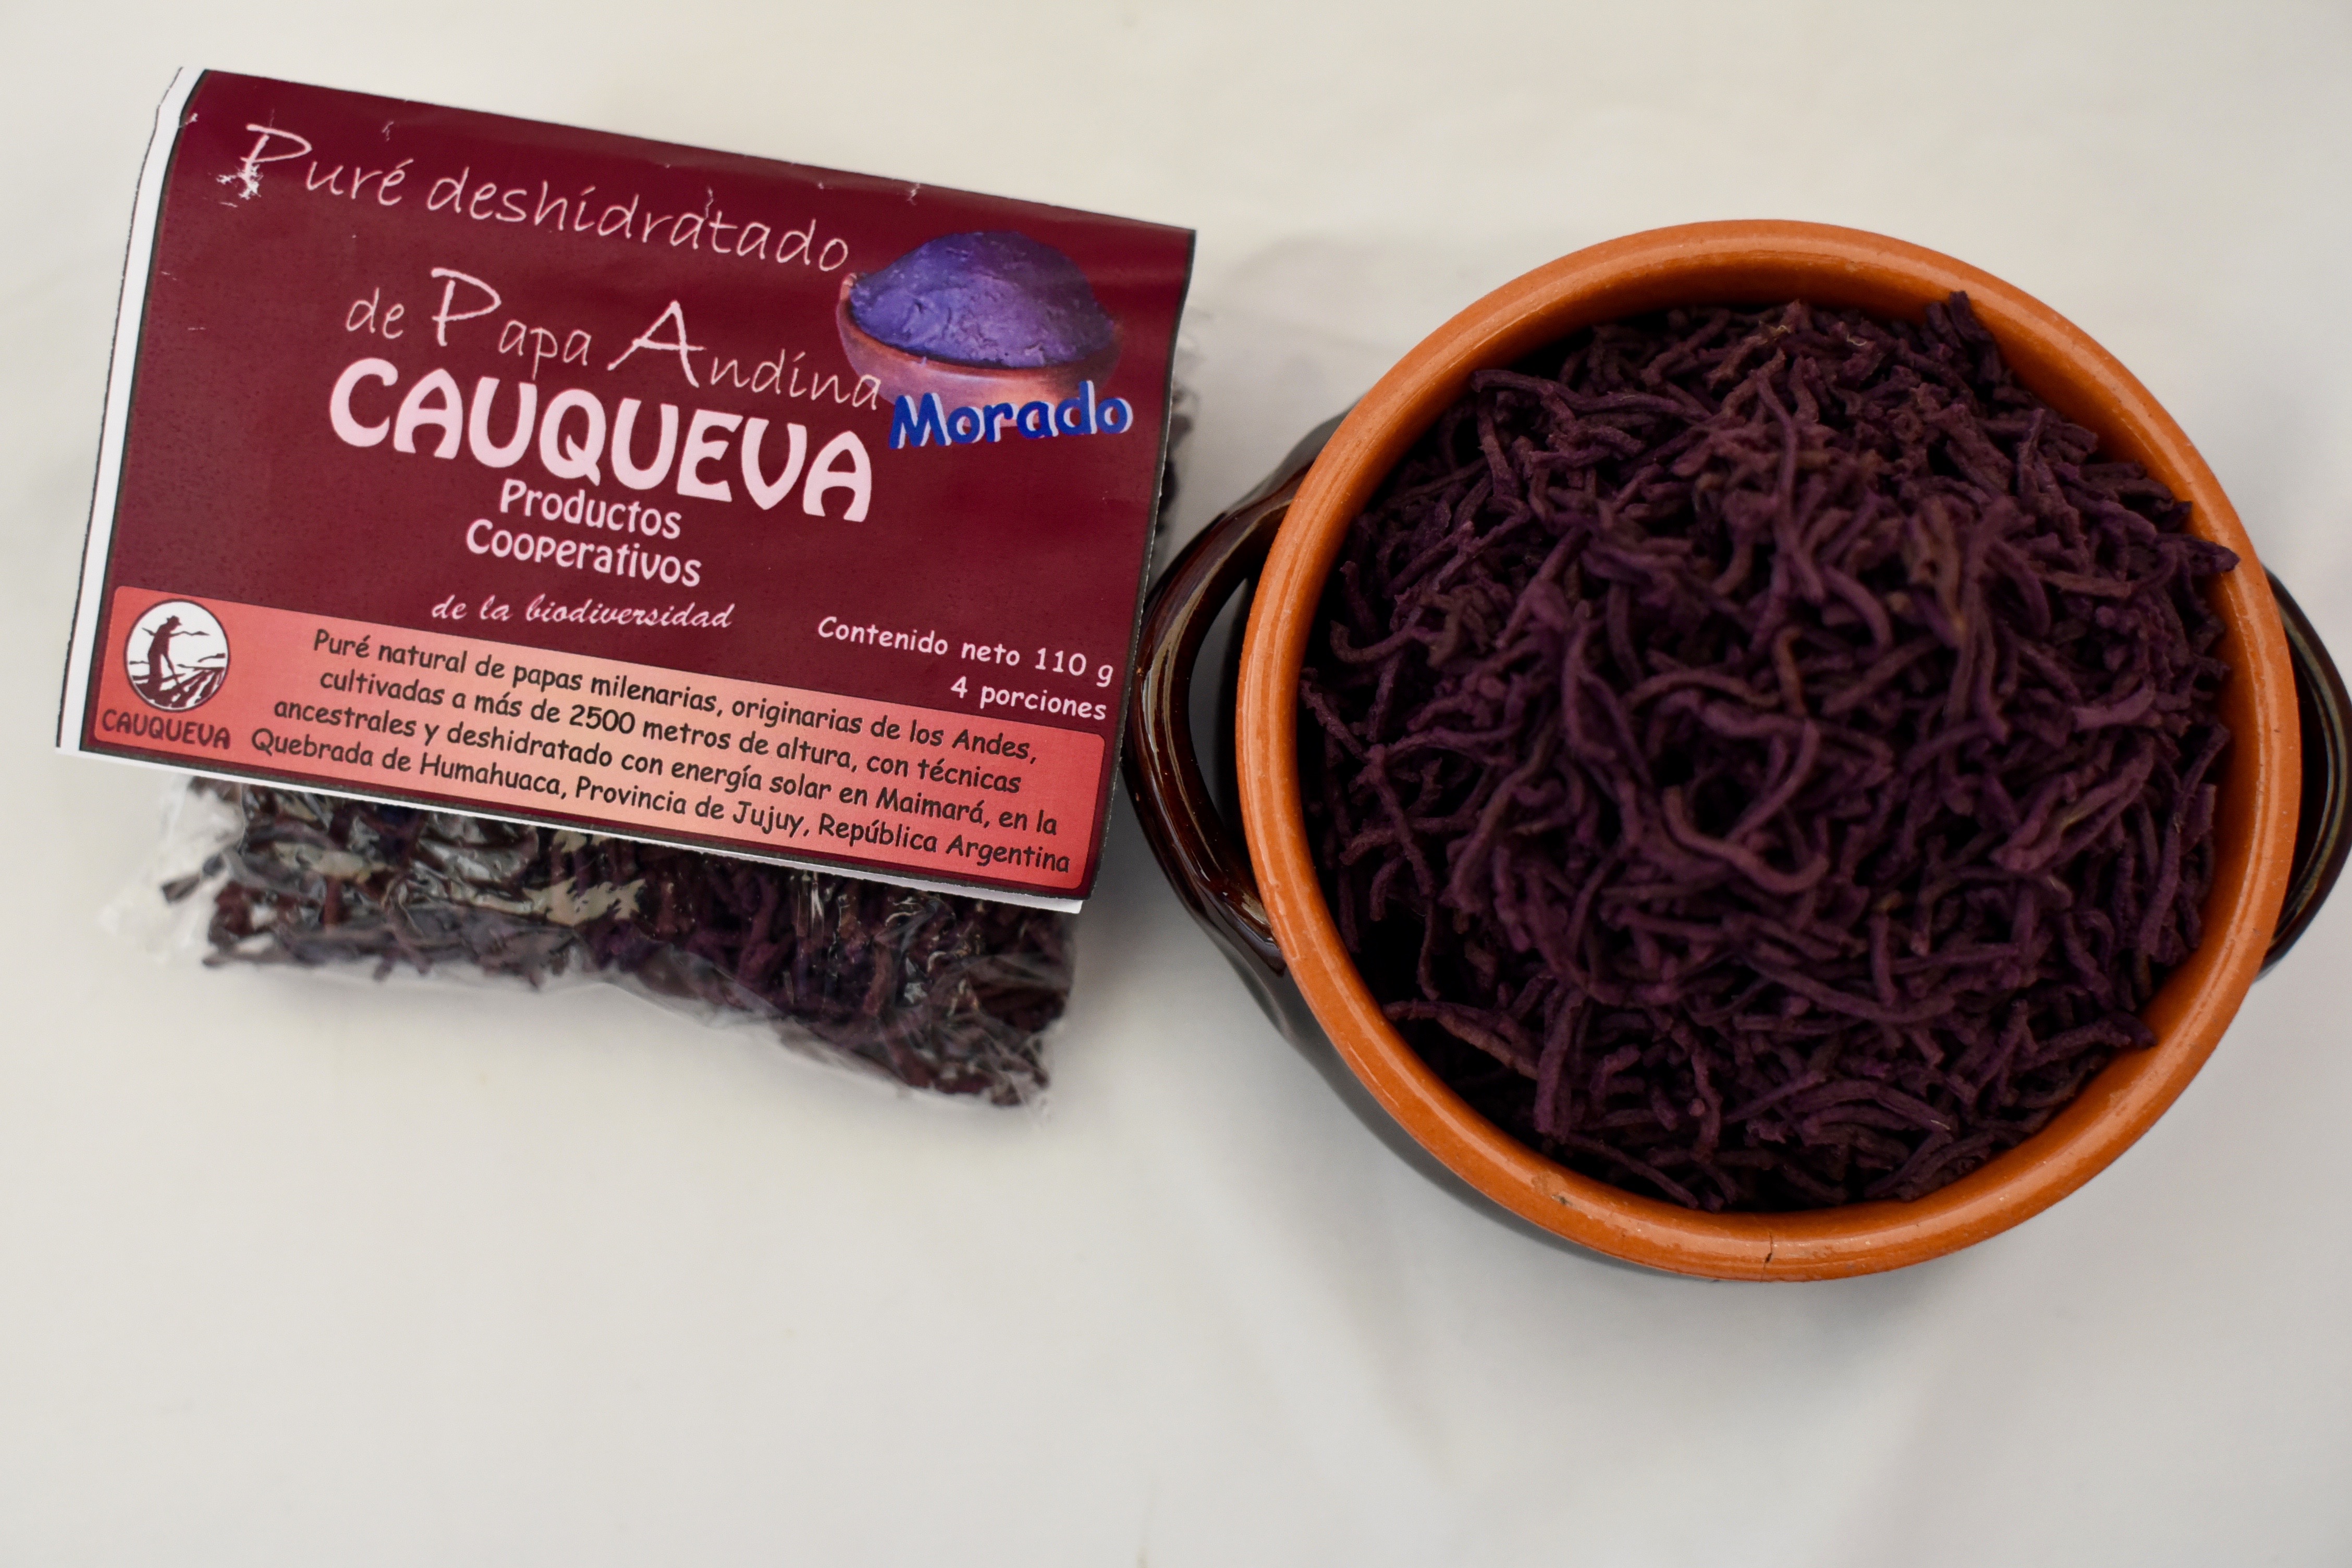 Puré deshidratado
de Papa Andina
Morado
CAUQUEVA
Productos
Cooperativos
de la biodiversidad
Contenido neto 110 g
4 porciones
CAUQUEVA
Puré natural de papas milenarias, originarias de los Andes,
cultivadas a más de 2500 metros de altura, con técnicas
ancestrales y deshidratado con energía solar en Maimará, en la
Quebrada de Humahuaca, Provincia de Jujuy, República Argentina